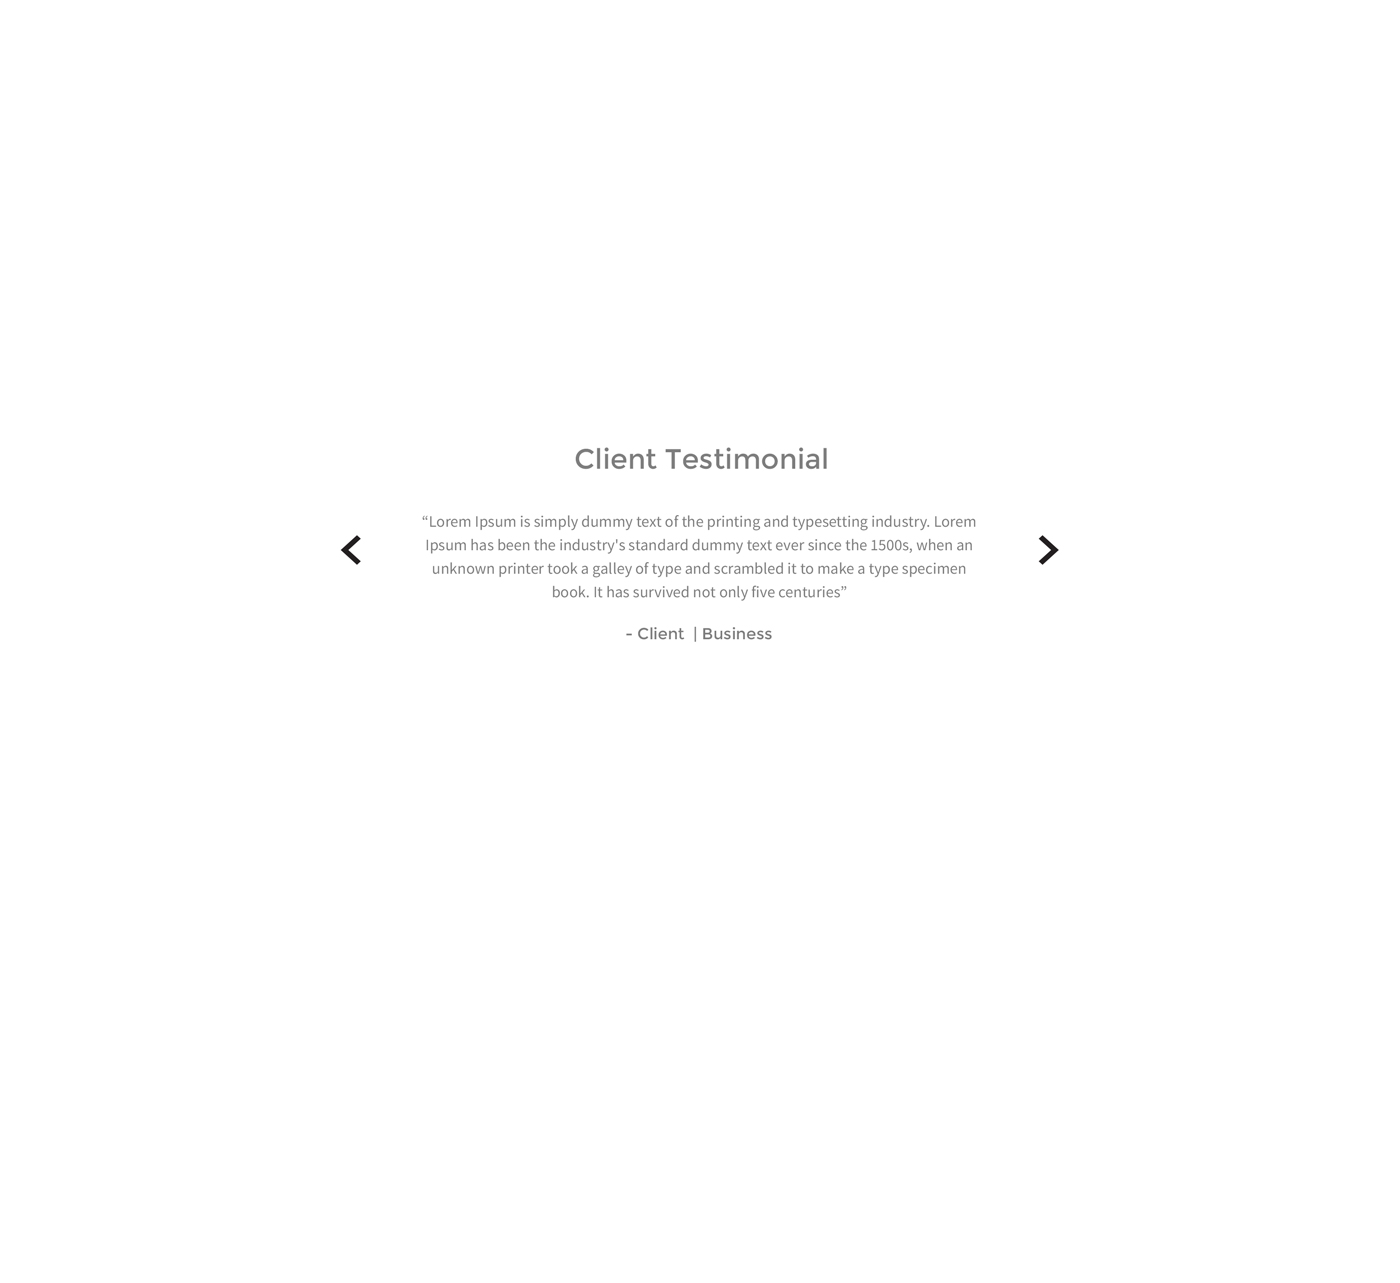 Client Testimonial
“Lorem Ipsum is simply dummy text of the printing and typesetting industry. Lorem
Ipsum has been the industry's standard dummy text ever since the 1500s, when an
unknown printer took a galley of type and scrambled it to make a type specimen
book. It has survived not only five centuries”
- Client | Business